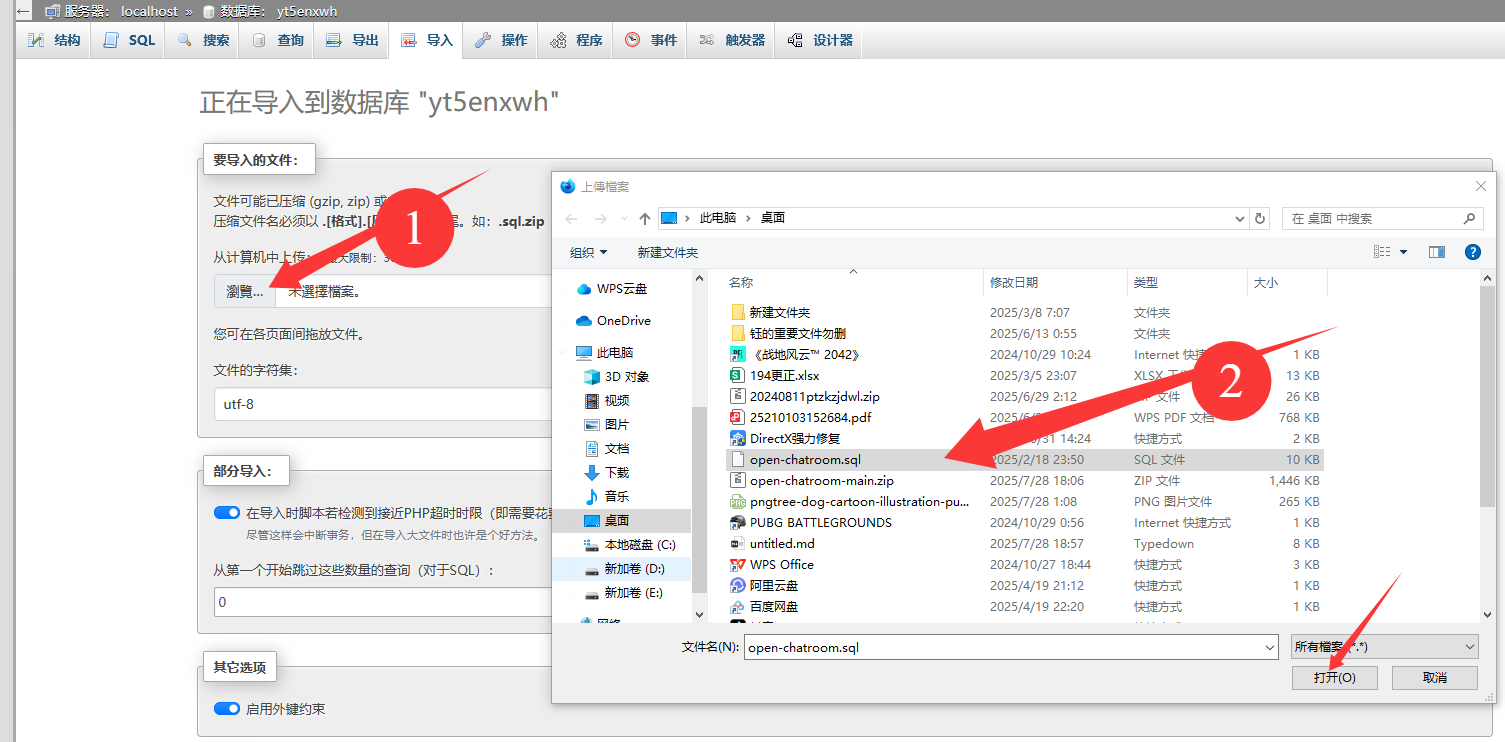 服务器: localhost » 数据库: yt5enxwh
结构 SQL 搜索 查询 导出 导入 操作 程序 事件 触发器 设计器
正在导入到数据库 "yt5enxwh"
要导入的文件:
文件可能已压缩 (gzip, zip) 或
压缩文件名必须以 .[格式].[ 尾。如: .sql.zip
从计算机中上传: 最大限制:
瀏覽... 未選擇檔案。
您可在各页面间拖放文件。
文件的字符集:
utf-8
部分导入:
在导入时脚本若检测到接近PHP超时时限（即需要花
尽管这样会中断事务，但在导入大文件时也许是个好方法。
从第一个开始跳过这些数量的查询（对于SQL）:
0
其它选项
启用外键约束
1
上傳檔案
此电脑 › 桌面
在 桌面 中搜索
组织 新建文件夹
WPS云盘
OneDrive
此电脑
3D 对象
视频
图片
文档
下载
音乐
桌面
本地磁盘 (C:)
新加卷 (D:)
新加卷 (E:)
网络
名称 修改日期 类型 大小
新建文件夹 2025/3/8 7:07 文件夹
钰的重要文件勿删 2025/6/13 0:55 文件夹
《战地风云™ 2042》 2024/10/29 10:24 Internet 快捷 1 KB
194更正.xlsx 2025/3/5 23:07 XLSX 13 KB
20240811ptzkzjdwl.zip 2025/6/29 2:12 文件 26 KB
25210103152684.pdf WPS PDF 文档 768 KB
DirectX强力修复 /31 14:24 快捷方式 2 KB
open-chatroom.sql 2025/2/18 23:50 SQL 文件 10 KB
open-chatroom-main.zip 2025/7/28 18:06 ZIP 文件 1,446 KB
pngtree-dog-cartoon-illustration-pu... 2025/7/28 1:08 PNG 图片文件 265 KB
PUBG BATTLEGROUNDS 2024/10/29 0:56 Internet 快捷方式 1 KB
untitled.md 2025/7/28 18:57 Typedown 8 KB
WPS Office 2024/10/27 18:44 快捷方式 3 KB
阿里云盘 2025/4/19 21:12 快捷方式 1 KB
百度网盘 2025/4/19 22:20 快捷方式 1 KB
2
文件名(N): open-chatroom.sql 所有檔案 (*.*)
打开(O) 取消